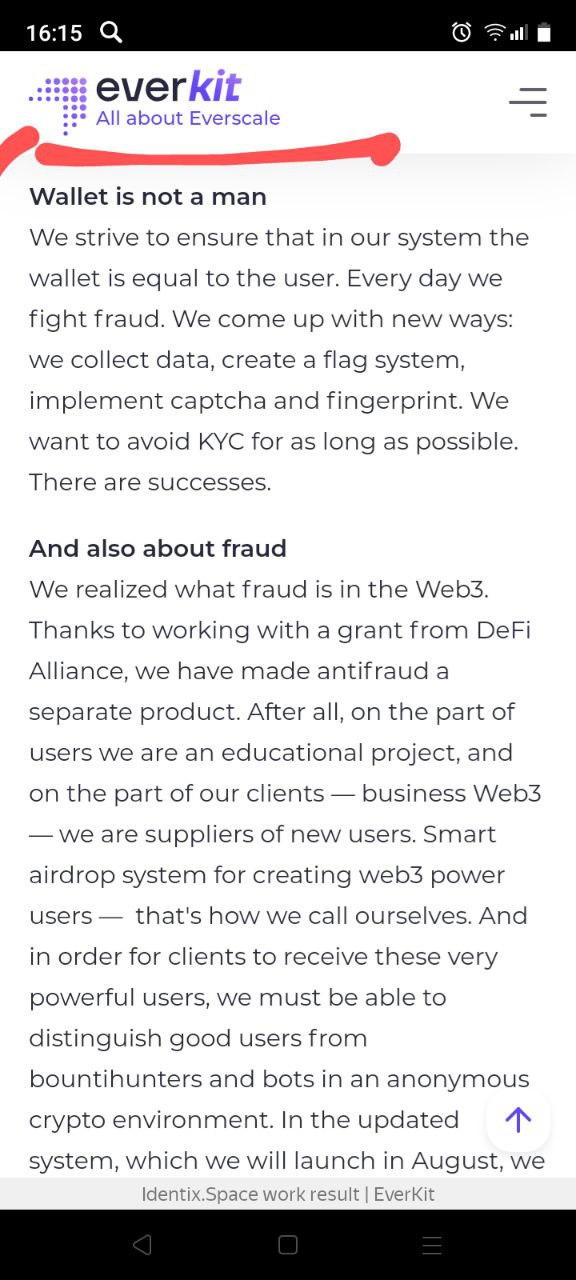 16:15
everkit
All about Everscale
Wallet is not a man
We strive to ensure that in our system the
wallet is equal to the user. Every day we
fight fraud. We come up with new ways:
we collect data, create a flag system,
implement captcha and fingerprint. We
want to avoid KYC for as long as possible.
There are successes.
And also about fraud
We realized what fraud is in the Web3.
Thanks to working with a grant from DeFi
Alliance, we have made antifraud a
separate product. After all, on the part of
users we are an educational project, and
on the part of our clients — business Web3
— we are suppliers of new users. Smart
airdrop system for creating web3 power
users — that's how we call ourselves. And
in order for clients to receive these very
powerful users, we must be able to
distinguish good users from
bountihunters and bots in an anonymous
crypto environment. In the updated
system, which we will launch in August, we
Identix.Space work result | EverKit